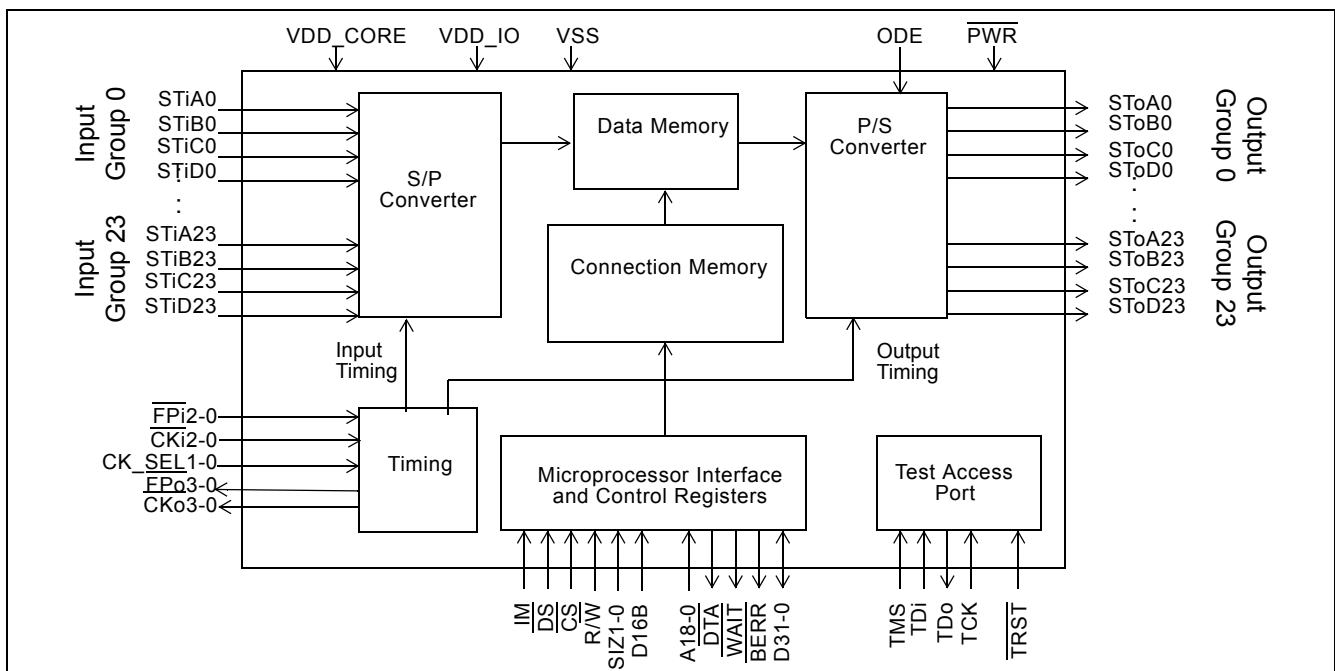 VDD_CORE
VDD_IO
VSS
ODE
PWR
Input
Group 0
STiA0
STiB0
STiC0
STiD0
:
Input
Group 23
STiA23
STiB23
STiC23
STiD23
S/P
Converter
Data Memory
Connection Memory
P/S
Converter
SToA0
SToB0
SToC0
SToD0
:
:
SToA23
SToB23
SToC23
SToD23
Output
Group 0
Output
Group 23
Input
Timing
Output
Timing
FPi2-0
CKi2-0
CK_SEL1-0
FPo3-0
CKo3-0
Timing
Microprocessor Interface
and Control Registers
Test Access
Port
IM
DS
CS
R/W
SIZ1-0
D16B
A18-0
DTA
WAIT
BERR
D31-0
TMS
TDi
TDo
TCK
TRST